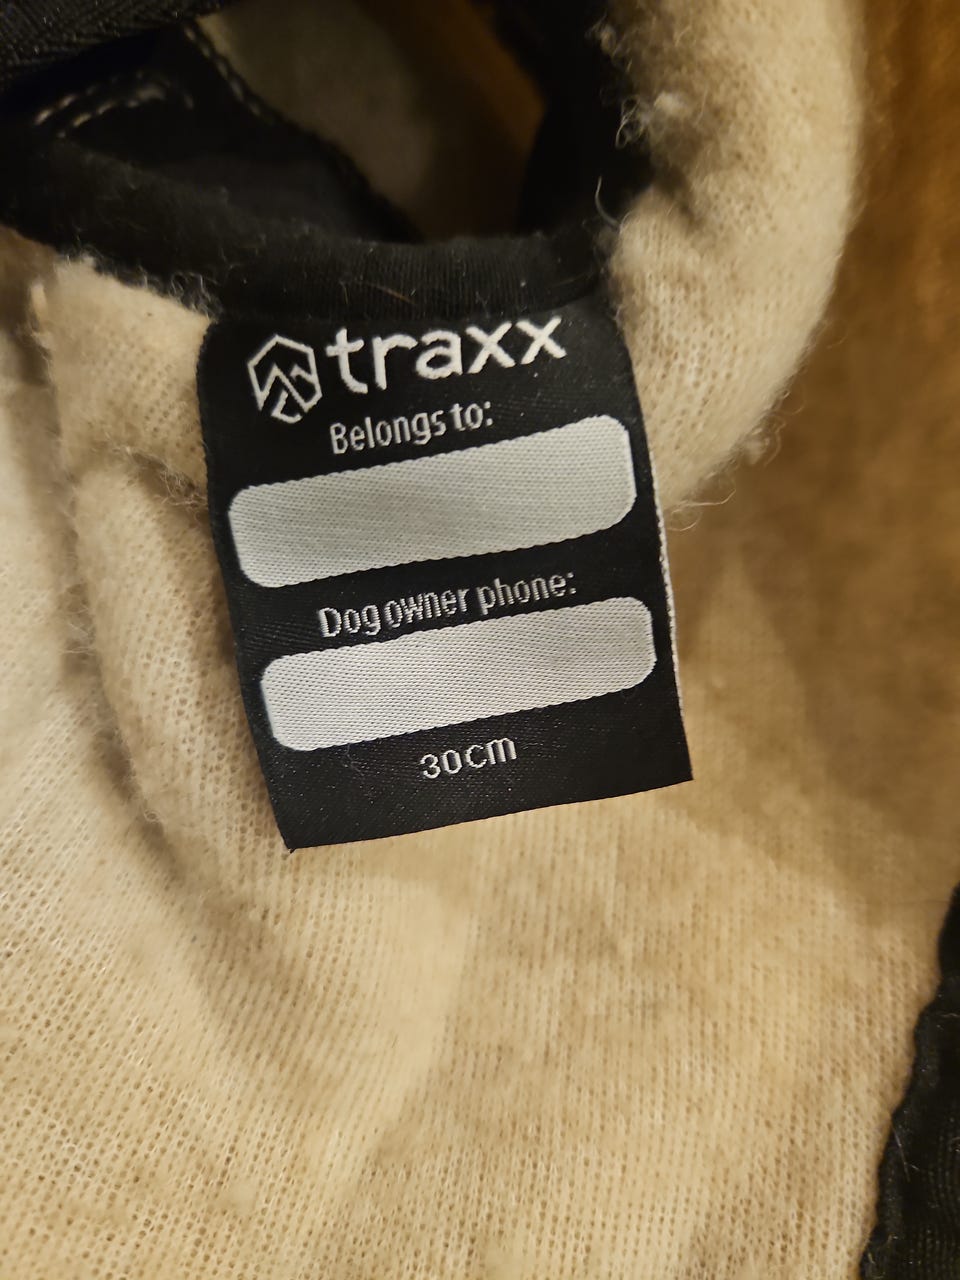 traxx
Belongs to:
Dog owner phone:
30cm